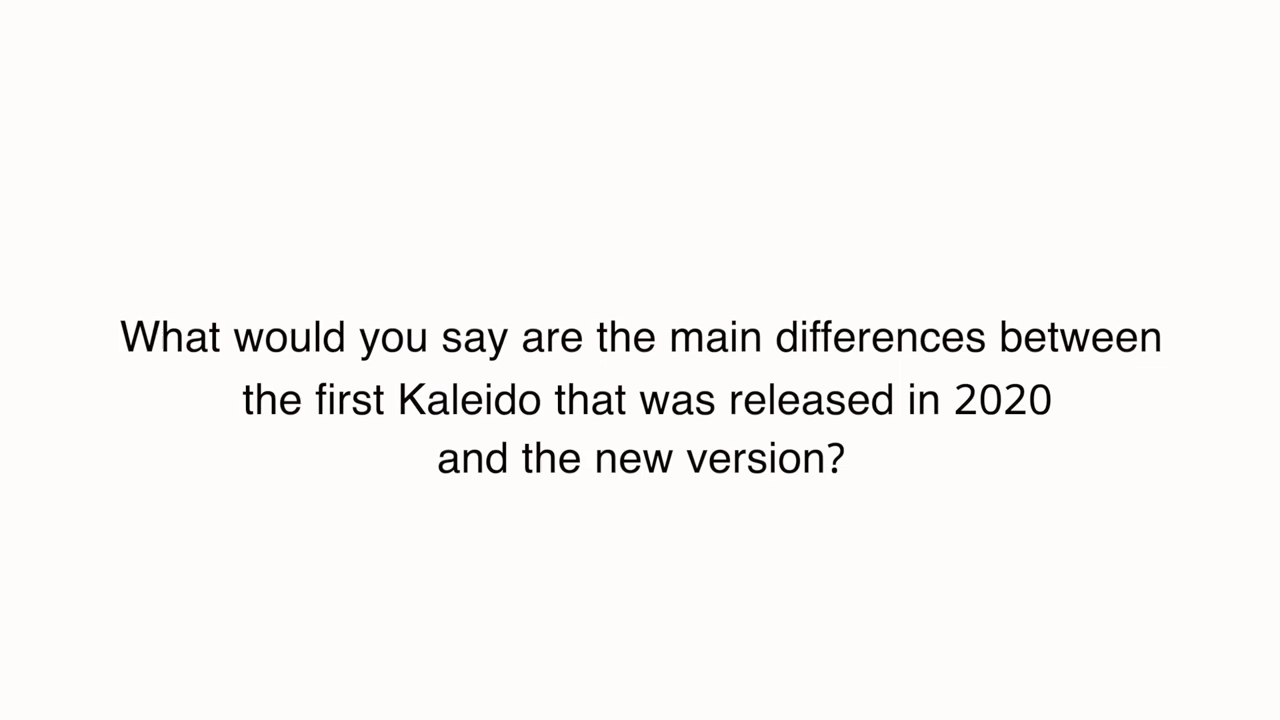 What would you say are the main differences between
the first Kaleido that was released in 2020
and the new version?